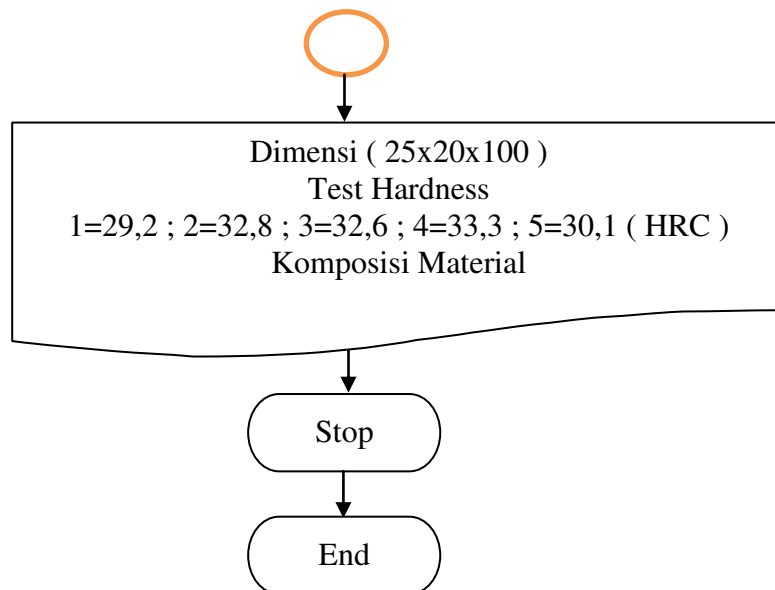 Dimensi ( 25x20x100 )
Test Hardness
1=29,2 ; 2=32,8 ; 3=32,6 ; 4=33,3 ; 5=30,1 ( HRC )
Komposisi Material
Stop
End